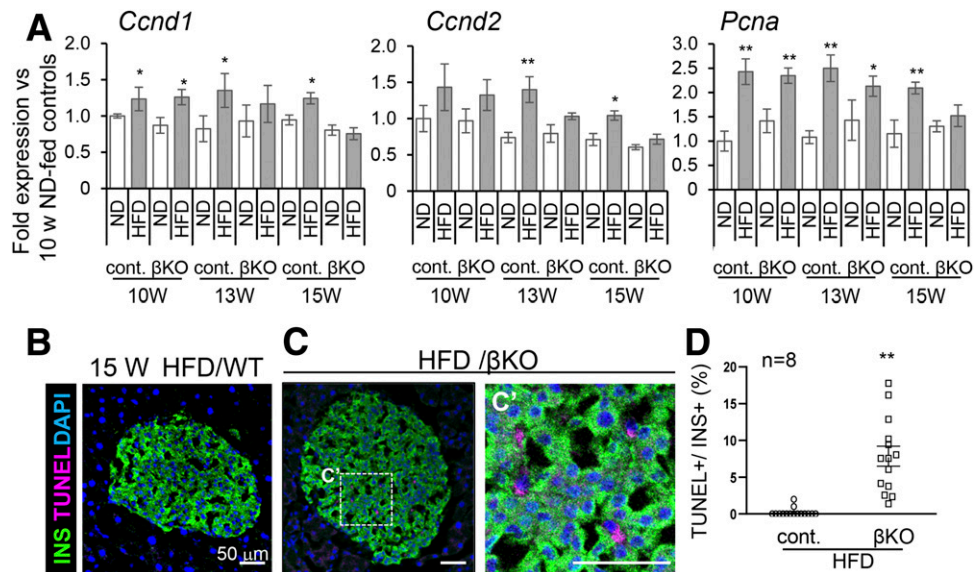 A
Ccnd1
Ccnd2
Pcna
Fold expression vs
10 w ND-fed controls
1.5
1.0
0.5
0
* * * *
ND HFD ND HFD ND HFD ND HFD ND HFD ND HFD
cont. βKO cont. βKO cont. βKO
10W 13W 15W
2.0
1.5
1.0
0.5
0
** *
ND HFD ND HFD ND HFD ND HFD ND HFD ND HFD
cont. βKO cont. βKO cont. βKO
10W 13W 15W
3.0
2.5
2.0
1.5
1.0
0.5
0
** ** ** * **
ND HFD ND HFD ND HFD ND HFD ND HFD ND HFD
cont. βKO cont. βKO cont. βKO
10W 13W 15W
B
15 W HFD/WT
INS TUNEL DAPI
50 μm
C
HFD /βKO
C'
C'
D
TUNEL+/ INS+ (%)
20
15
10
5
0
n=8
**
cont. βKO
HFD